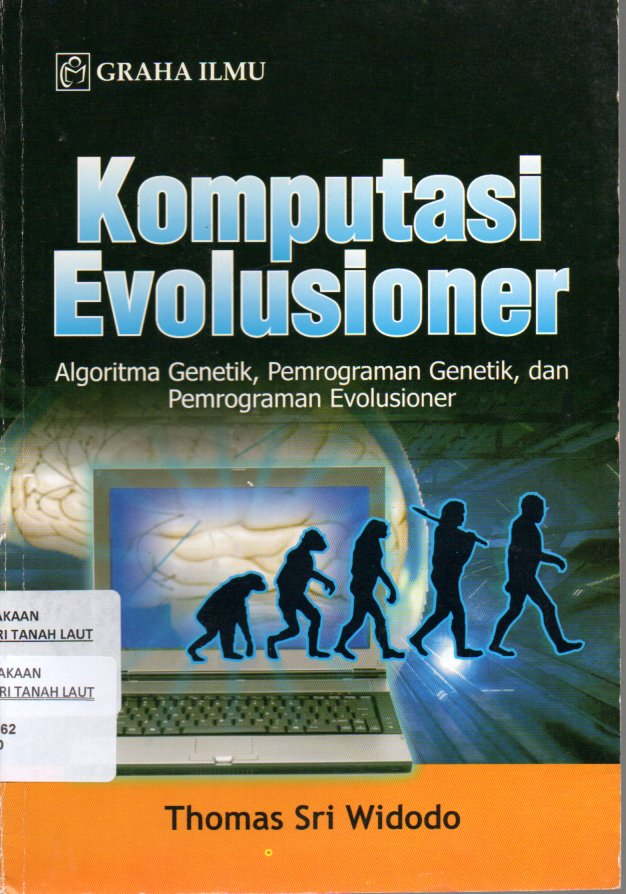 GRAHA ILMU
Komputasi
Evolusioner
Algoritma Genetik, Pemrograman Genetik, dan
Pemrograman Evolusioner
AKAAN
RI TANAH LAUT
AKAAN
RI TANAH LAUT
62
Thomas Sri Widodo